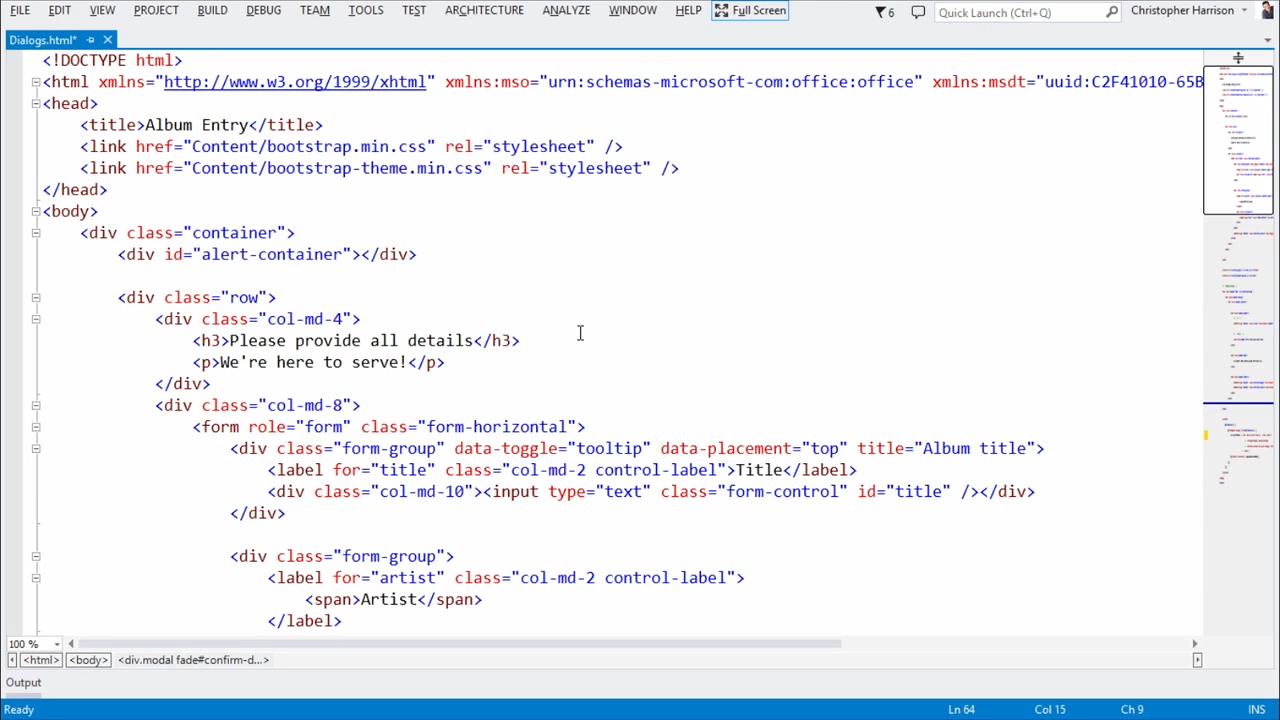 FILE EDIT VIEW PROJECT BUILD DEBUG TEAM TOOLS TEST ARCHITECTURE ANALYZE WINDOW HELP Full Screen 6 Quick Launch (Ctrl+Q) Christopher Harrison
Dialogs.html*
<!DOCTYPE html>
<html xmlns="http://www.w3.org/1999/xhtml" xmlns:mso="urn:schemas-microsoft-com:office:office" xmlns:msdt="uuid:C2F41010-65B
<head>
<title>Album Entry</title>
<link href="Content/bootstrap.min.css" rel="stylesheet" />
<link href="Content/bootstrap-theme.min.css" rel="stylesheet" />
</head>
<body>
<div class="container">
<div id="alert-container"></div>
<div class="row">
<div class="col-md-4">
<h3>Please provide all details</h3>
<p>We're here to serve!</p>
</div>
<div class="col-md-8">
<form role="form" class="form-horizontal">
<div class="form-group" data-toggle="tooltip" data-placement="top" title="Album title">
<label for="title" class="col-md-2 control-label">Title</label>
<div class="col-md-10"><input type="text" class="form-control" id="title" /></div>
</div>
<div class="form-group">
<label for="artist" class="col-md-2 control-label">
<span>Artist</span>
</label>
100 %
<html> <body> <div.modal fade#confirm-d...>
Output
Ready Ln 64 Col 15 Ch 9 INS